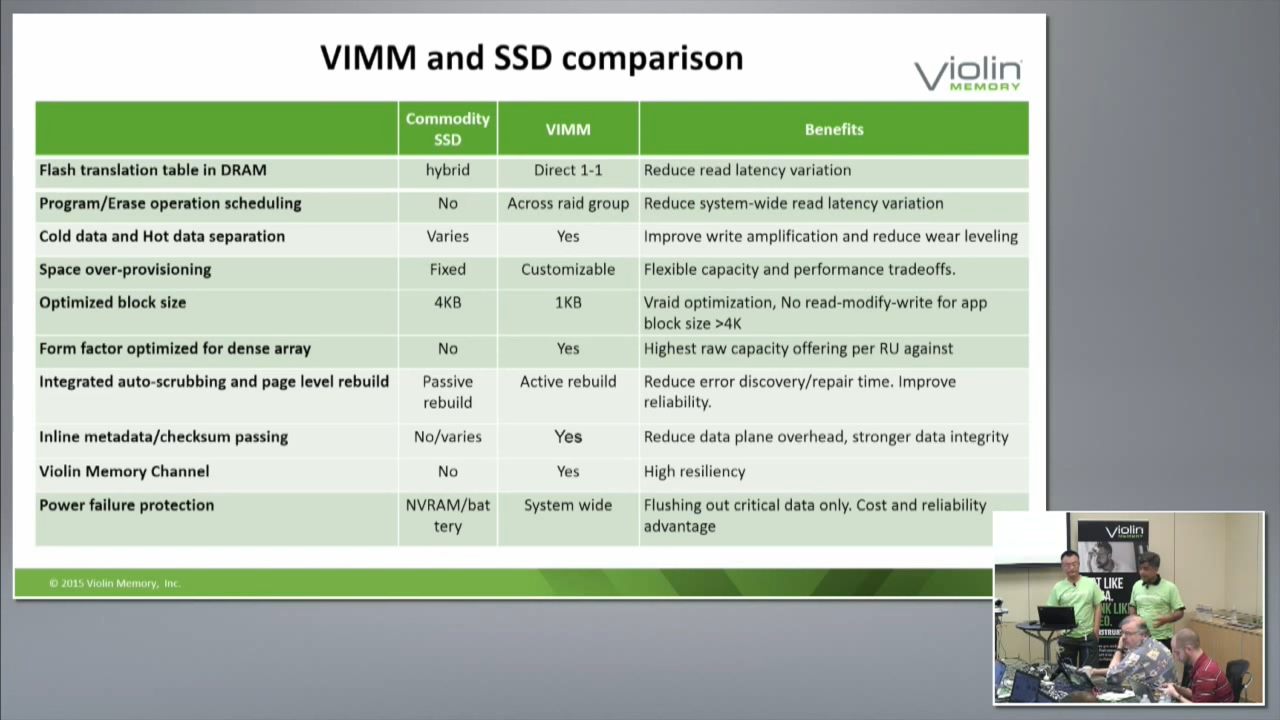 VIMM and SSD comparison
Violin
MEMORY
Commodity SSD VIMM Benefits
Flash translation table in DRAM hybrid Direct 1-1 Reduce read latency variation
Program/Erase operation scheduling No Across raid group Reduce system-wide read latency variation
Cold data and Hot data separation Varies Yes Improve write amplification and reduce wear leveling
Space over-provisioning Fixed Customizable Flexible capacity and performance tradeoffs.
Optimized block size 4KB 1KB Vraid optimization, No read-modify-write for app
block size >4K
Form factor optimized for dense array No Yes Highest raw capacity offering per RU against
Integrated auto-scrubbing and page level rebuild Passive Active rebuild Reduce error discovery/repair time. Improve
rebuild reliability.
Inline metadata/checksum passing No/varies Yes Reduce data plane overhead, stronger data integrity
Violin Memory Channel No Yes High resiliency
Power failure protection NVRAM/bat System wide Flushing out critical data only. Cost and reliability
tery advantage
© 2015 Violin Memory, Inc.
Violin
MEMORY
LIKE